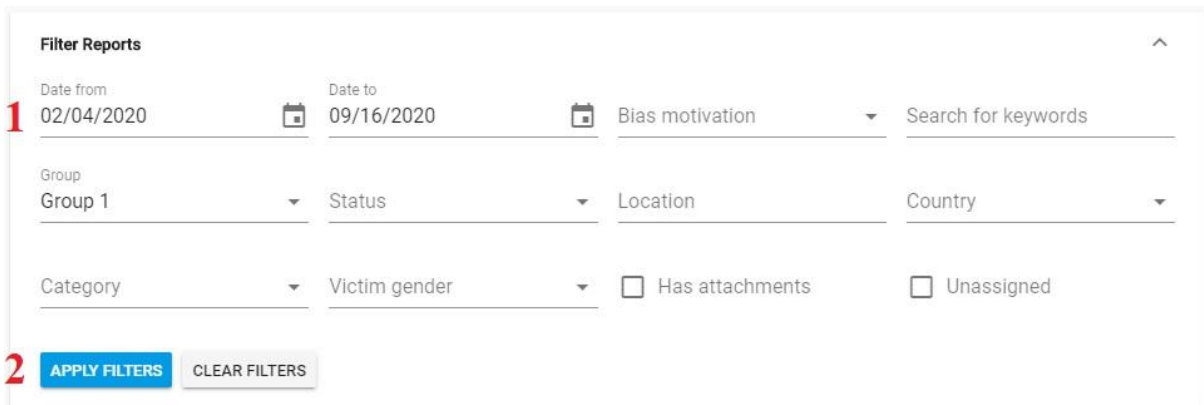 Filter Reports
Date from
Date to
1
02/04/2020
09/16/2020
Bias motivation
Search for keywords
Group
Group 1
Status
Location
Country
Category
Victim gender
Has attachments
Unassigned
2
APPLY FILTERS
CLEAR FILTERS